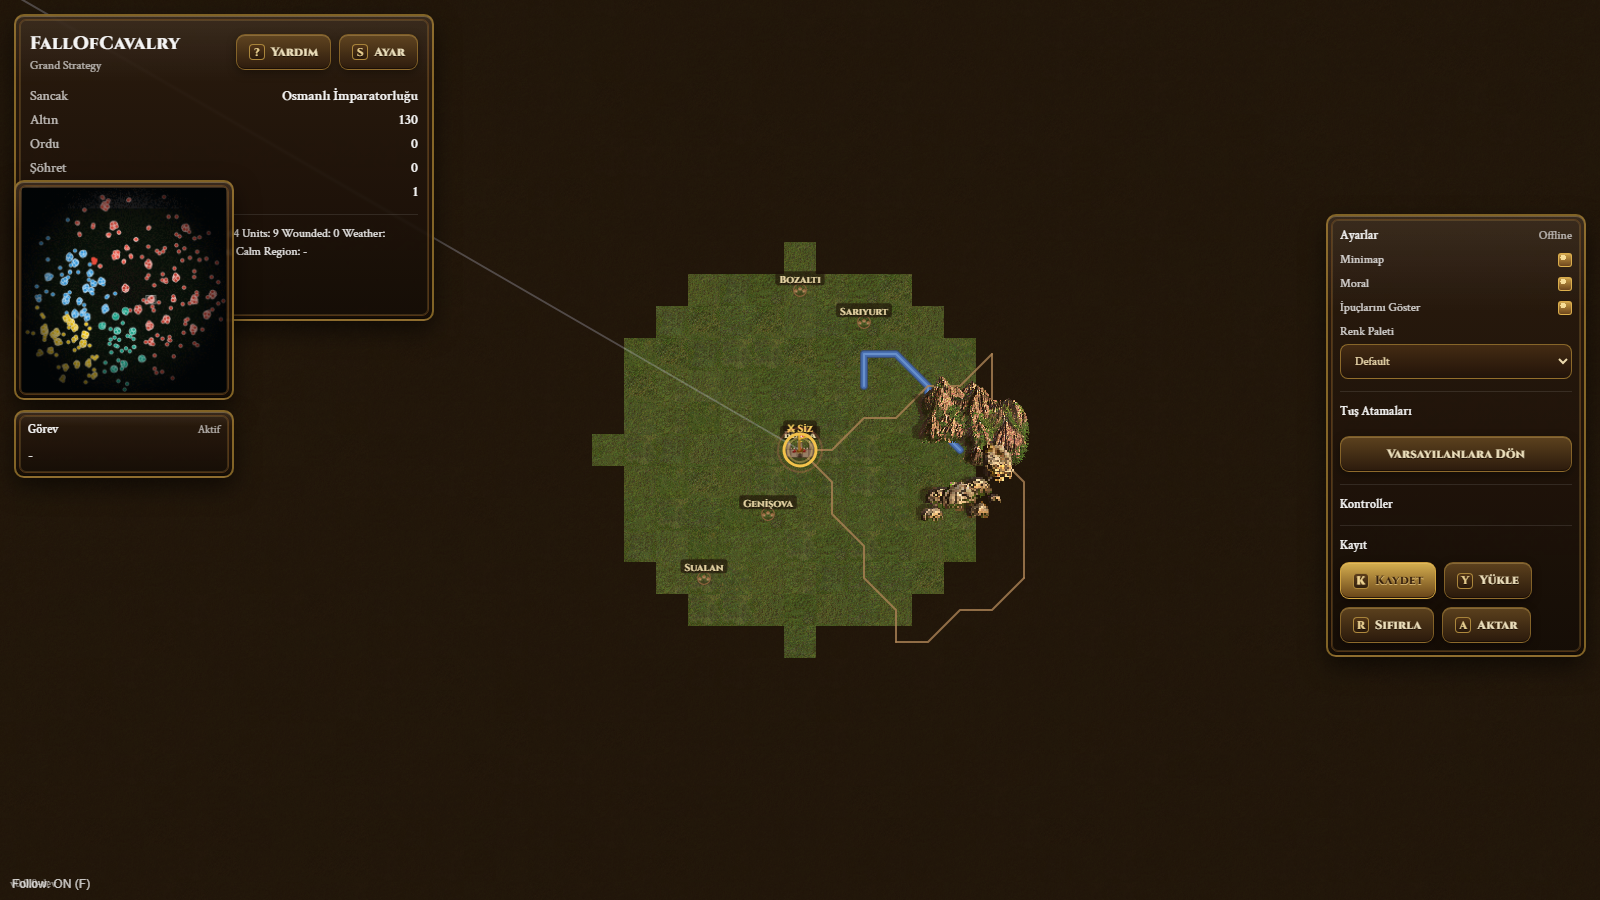 FallOfCavalry
Grand Strategy
? Yardım
S Ayar
Sancak Osmanlı İmparatorluğu
Altın 130
Ordu 0
Şöhret 0
1
4 Units: 9 Wounded: 0 Weather:
Calm Region: -
Görev Aktif
-
Bozaltı
Sarıyurt
Siz
Genişova
Sualan
Ayarlar Offline
Minimap
Moral
İpuçlarını Göster
Renk Paleti
Default
Tuş Atamaları
Varsayılanlara Dön
Kontroller
Kayıt
K Kaydet
Y Yükle
R Sıfırla
A Aktar
Follow: ON (F)